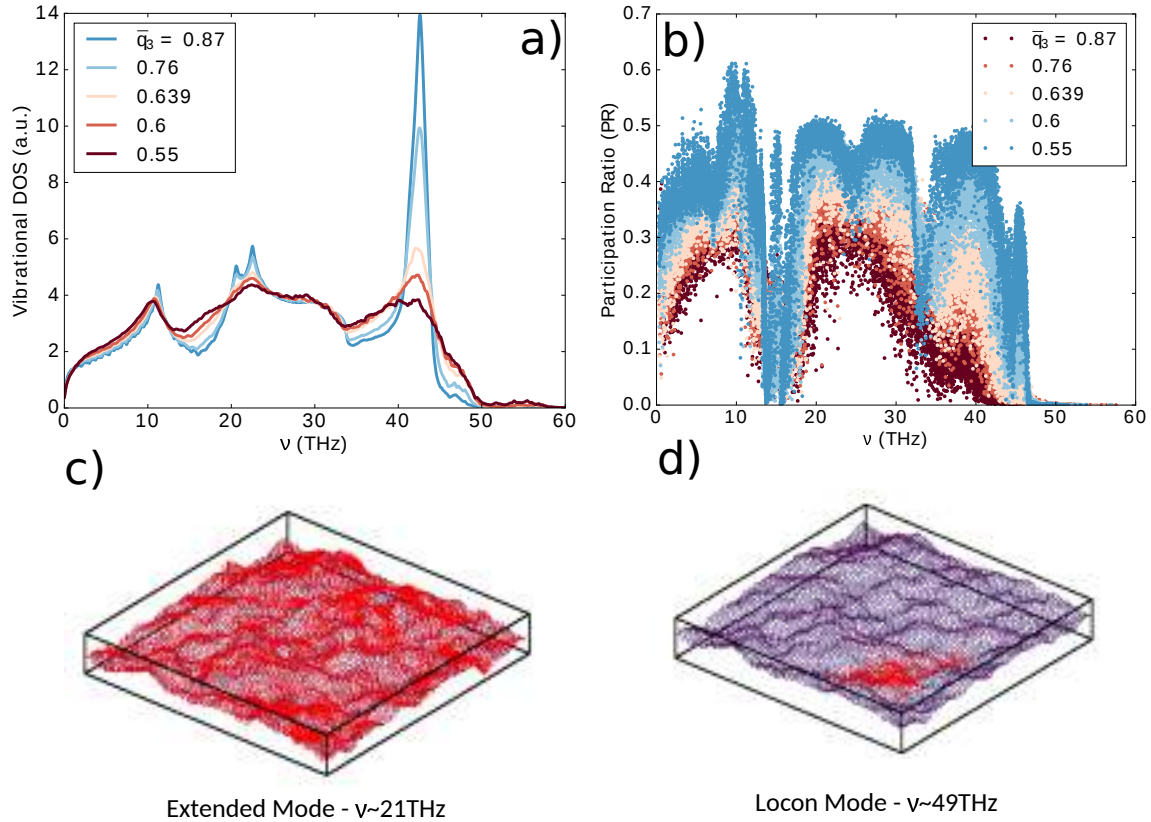 a)
Vibrational DOS (a.u.)
14
12
10
8
6
4
2
0
q̅₃ = 0.87
0.76
0.639
0.6
0.55
0 10 20 30 40 50 60
ν (THz)
b)
Participation Ratio (PR)
0.7
0.6
0.5
0.4
0.3
0.2
0.1
0.0
q̅₃ = 0.87
0.76
0.639
0.6
0.55
0 10 20 30 40 50 60
ν (THz)
c)
Extended Mode - ν~21THz
d)
Locon Mode - ν~49THz